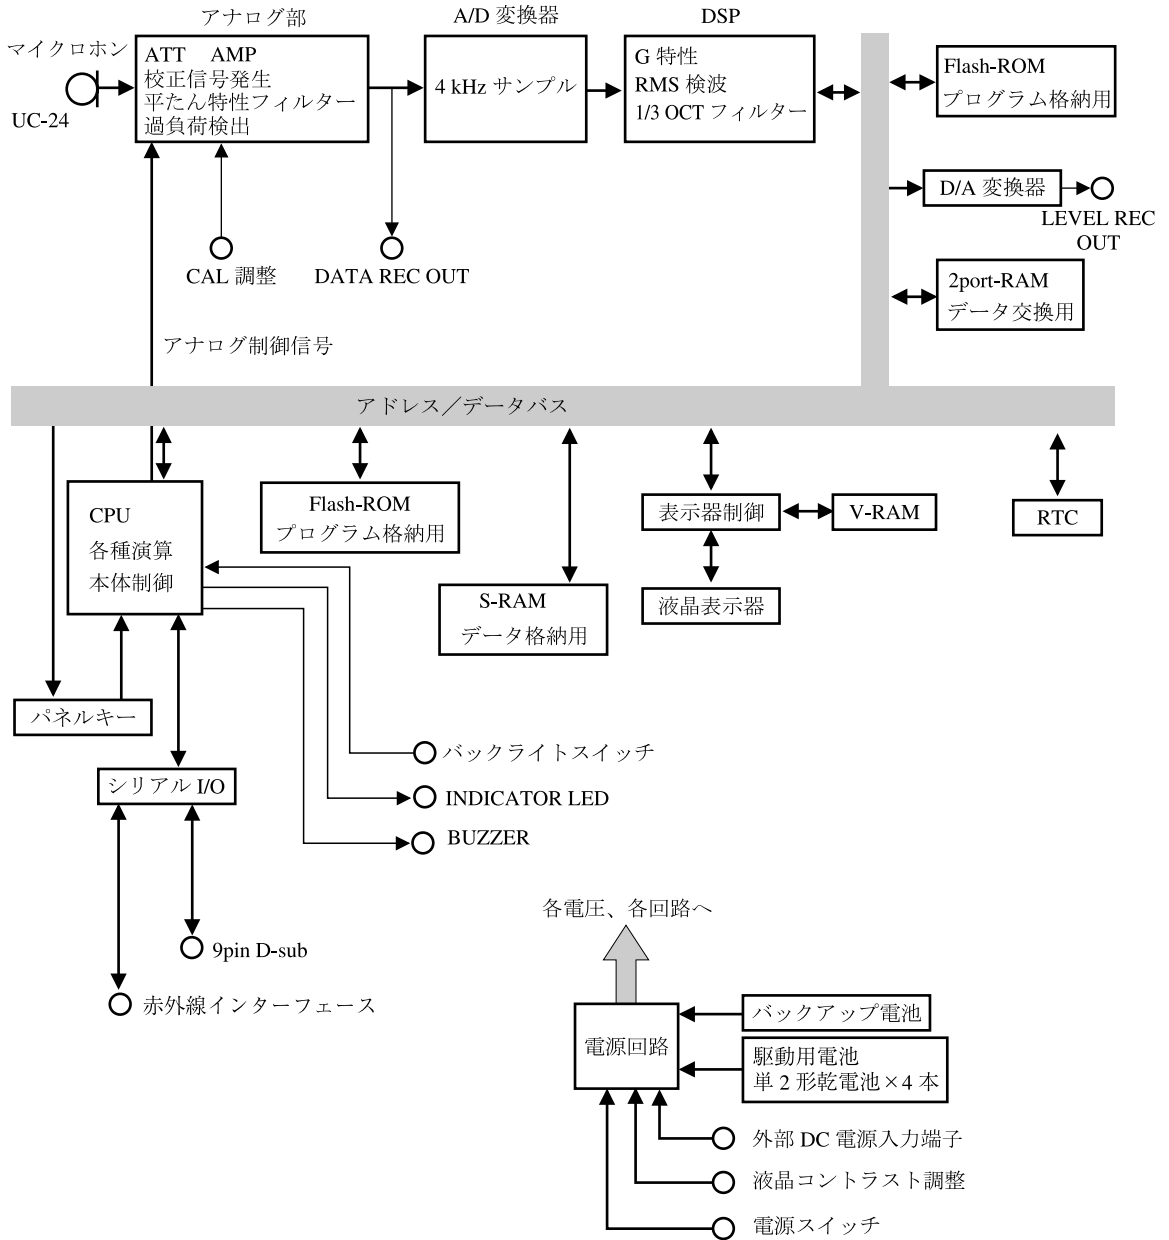 アナログ部
A/D 変換器
DSP
マイクロホン
UC-24
ATT AMP
校正信号発生
平たん特性フィルター
過負荷検出
4 kHz サンプル
G 特性
RMS 検波
1/3 OCT フィルター
Flash-ROM
プログラム格納用
D/A 変換器
LEVEL REC
OUT
CAL 調整
DATA REC OUT
2port-RAM
データ交換用
アナログ制御信号
アドレス／データバス
CPU
各種演算
本体制御
Flash-ROM
プログラム格納用
表示器制御
V-RAM
RTC
S-RAM
データ格納用
液晶表示器
パネルキー
バックライトスイッチ
シリアル I/O
INDICATOR LED
BUZZER
各電圧、各回路へ
9pin D-sub
赤外線インターフェース
バックアップ電池
電源回路
駆動用電池
単 2 形乾電池×4 本
外部 DC 電源入力端子
液晶コントラスト調整
電源スイッチ